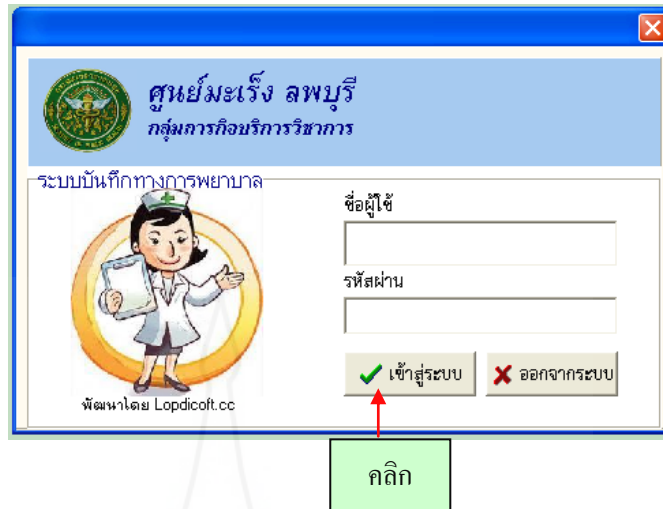 ศูนย์มะเร็ง ลพบุรี
กลุ่มภารกิจบริการวิชาการ
ระบบบันทึกทางการพยาบาล
ชื่อผู้ใช้
รหัสผ่าน
เข้าสู่ระบบ
ออกจากระบบ
พัฒนาโดย Lopdicoft.cc
คลิก